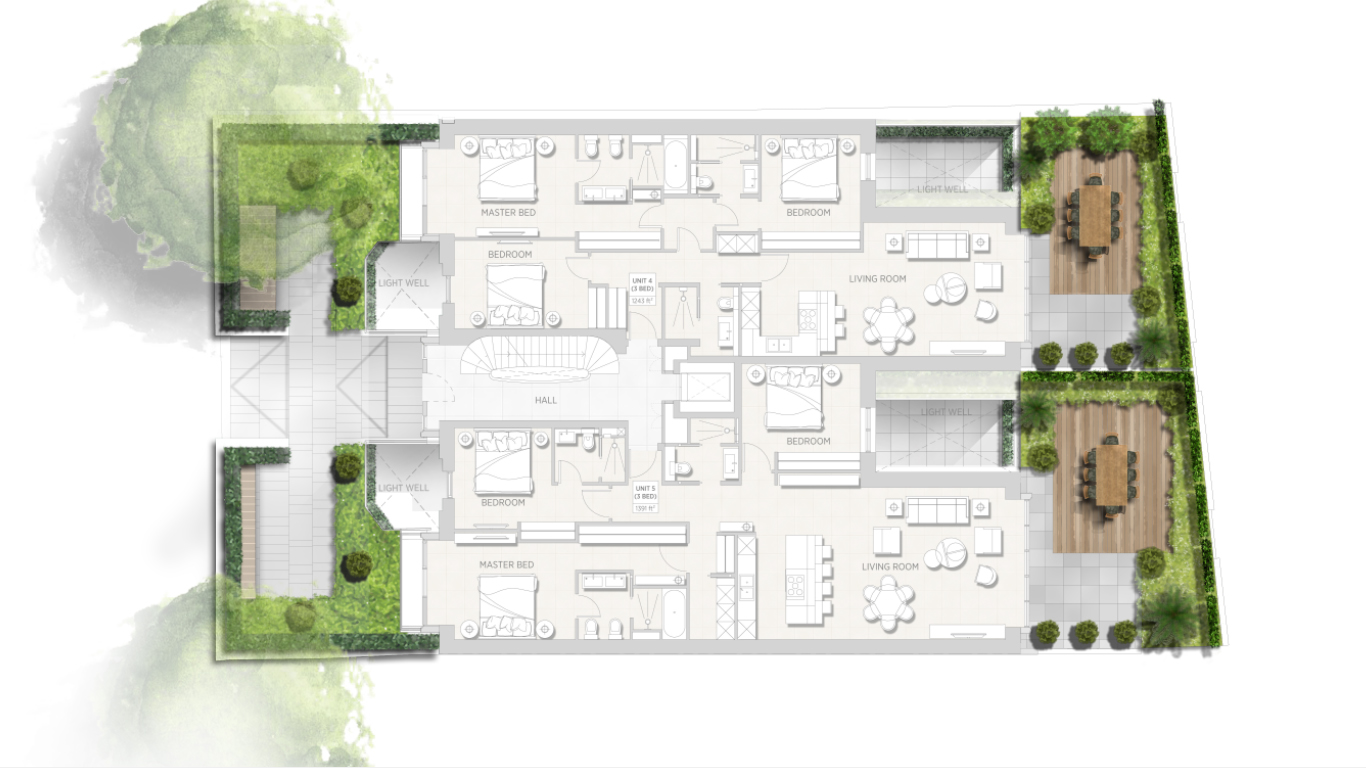 LIGHT WELL
MASTER BED
BEDROOM
BEDROOM
LIGHT WELL
UNIT 4
(3 BED)
1243 ft²
LIVING ROOM
HALL
LIGHT WELL
BEDROOM
LIGHT WELL
BEDROOM
UNIT 5
(3 BED)
1391 ft²
MASTER BED
LIVING ROOM